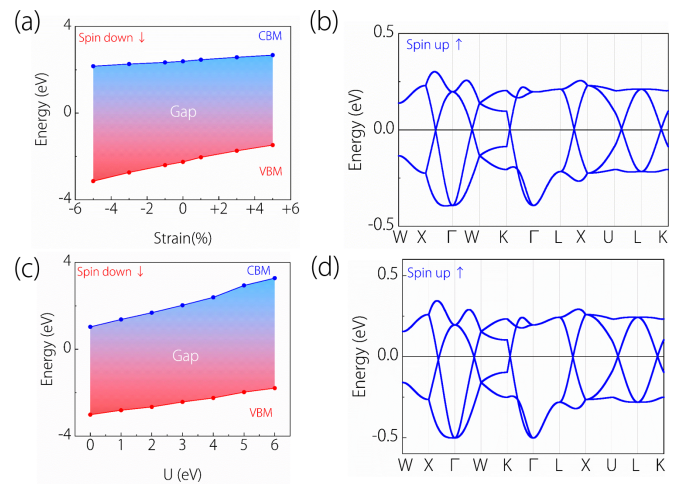 (a)
Spin down ↓
CBM
Gap
VBM
Energy (eV)
4
0
-4
-6 -4 -2 0 +2 +4 +6
Strain(%)
(b)
Spin up ↑
Energy (eV)
0.5
0.0
-0.5
W X Γ W K Γ L X U L K
(c)
Spin down ↓
CBM
Gap
VBM
Energy (eV)
4
0
-4
0 1 2 3 4 5 6
U (eV)
(d)
Spin up ↑
Energy (eV)
0.5
0.0
-0.5
W X Γ W K Γ L X U L K